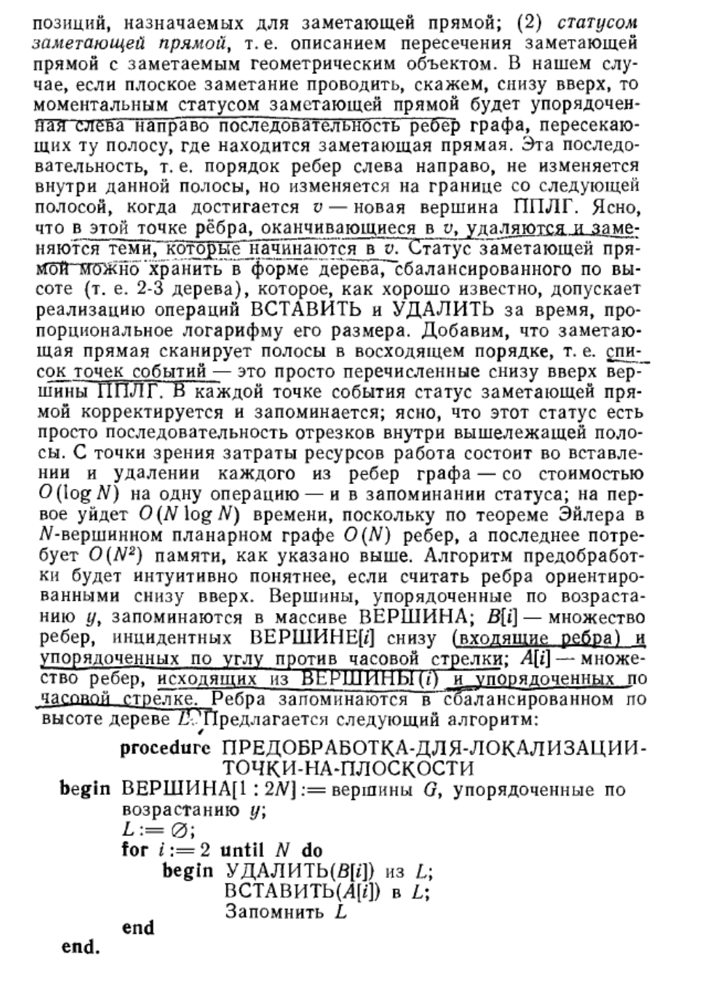 позиций, назначаемых для заметающей прямой; (2) статусом
заметающей прямой, т. е. описанием пересечения заметающей
прямой с заметаемым геометрическим объектом. В нашем слу-
чае, если плоское заметание проводить, скажем, снизу вверх, то
моментальным статусом заметающей прямой будет упорядочен-
ная слева направо последовательность ребер графа, пересекаю-
щих ту полосу, где находится заметающая прямая. Эта последо-
вательность, т. е. порядок ребер слева направо, не изменяется
внутри данной полосы, но изменяется на границе со следующей
полосой, когда достигается v — новая вершина ППЛГ. Ясно,
что в этой точке рёбра, оканчивающиеся в v, удаляются и заме-
няются теми, которые начинаются в v. Статус заметающей пря-
мой можно хранить в форме дерева, сбалансированного по вы-
соте (т. е. 2-3 дерева), которое, как хорошо известно, допускает
реализацию операций ВСТАВИТЬ и УДАЛИТЬ за время, про-
порциональное логарифму его размера. Добавим, что заметаю-
щая прямая сканирует полосы в восходящем порядке, т. е. спи-
сок точек событий — это просто перечисленные снизу вверх вер-
шины ППЛГ. В каждой точке события статус заметающей пря-
мой корректируется и запоминается; ясно, что этот статус есть
просто последовательность отрезков внутри вышележащей поло-
сы. С точки зрения затраты ресурсов работа состоит во вставле-
нии и удалении каждого из ребер графа — со стоимостью
O(log N) на одну операцию — и в запоминании статуса; на пер-
вое уйдет O(N log N) времени, поскольку по теореме Эйлера в
N-вершинном планарном графе O(N) ребер, а последнее потре-
бует O(N²) памяти, как указано выше. Алгоритм предобработ-
ки будет интуитивно понятнее, если считать ребра ориентиро-
ванными снизу вверх. Вершины, упорядоченные по возраста-
нию y, запоминаются в массиве ВЕРШИНА; B[i] — множество
ребер, инцидентных ВЕРШИНЕ[i] снизу (входящие ребра) и
упорядоченных по углу против часовой стрелки; A[i] — множе-
ство ребер, исходящих из ВЕРШИНЫ(i) и упорядоченных по
часовой стрелке. Ребра запоминаются в сбалансированном по
высоте дереве L. Предлагается следующий алгоритм:
procedure ПРЕДОБРАБОТКА-ДЛЯ-ЛОКАЛИЗАЦИИ-
ТОЧКИ-НА-ПЛОСКОСТИ
begin ВЕРШИНА[1 : 2N] := вершины G, упорядоченные по
возрастанию y;
L := ∅;
for i := 2 until N do
begin УДАЛИТЬ(B[i]) из L;
ВСТАВИТЬ(A[i]) в L;
Запомнить L
end
end.